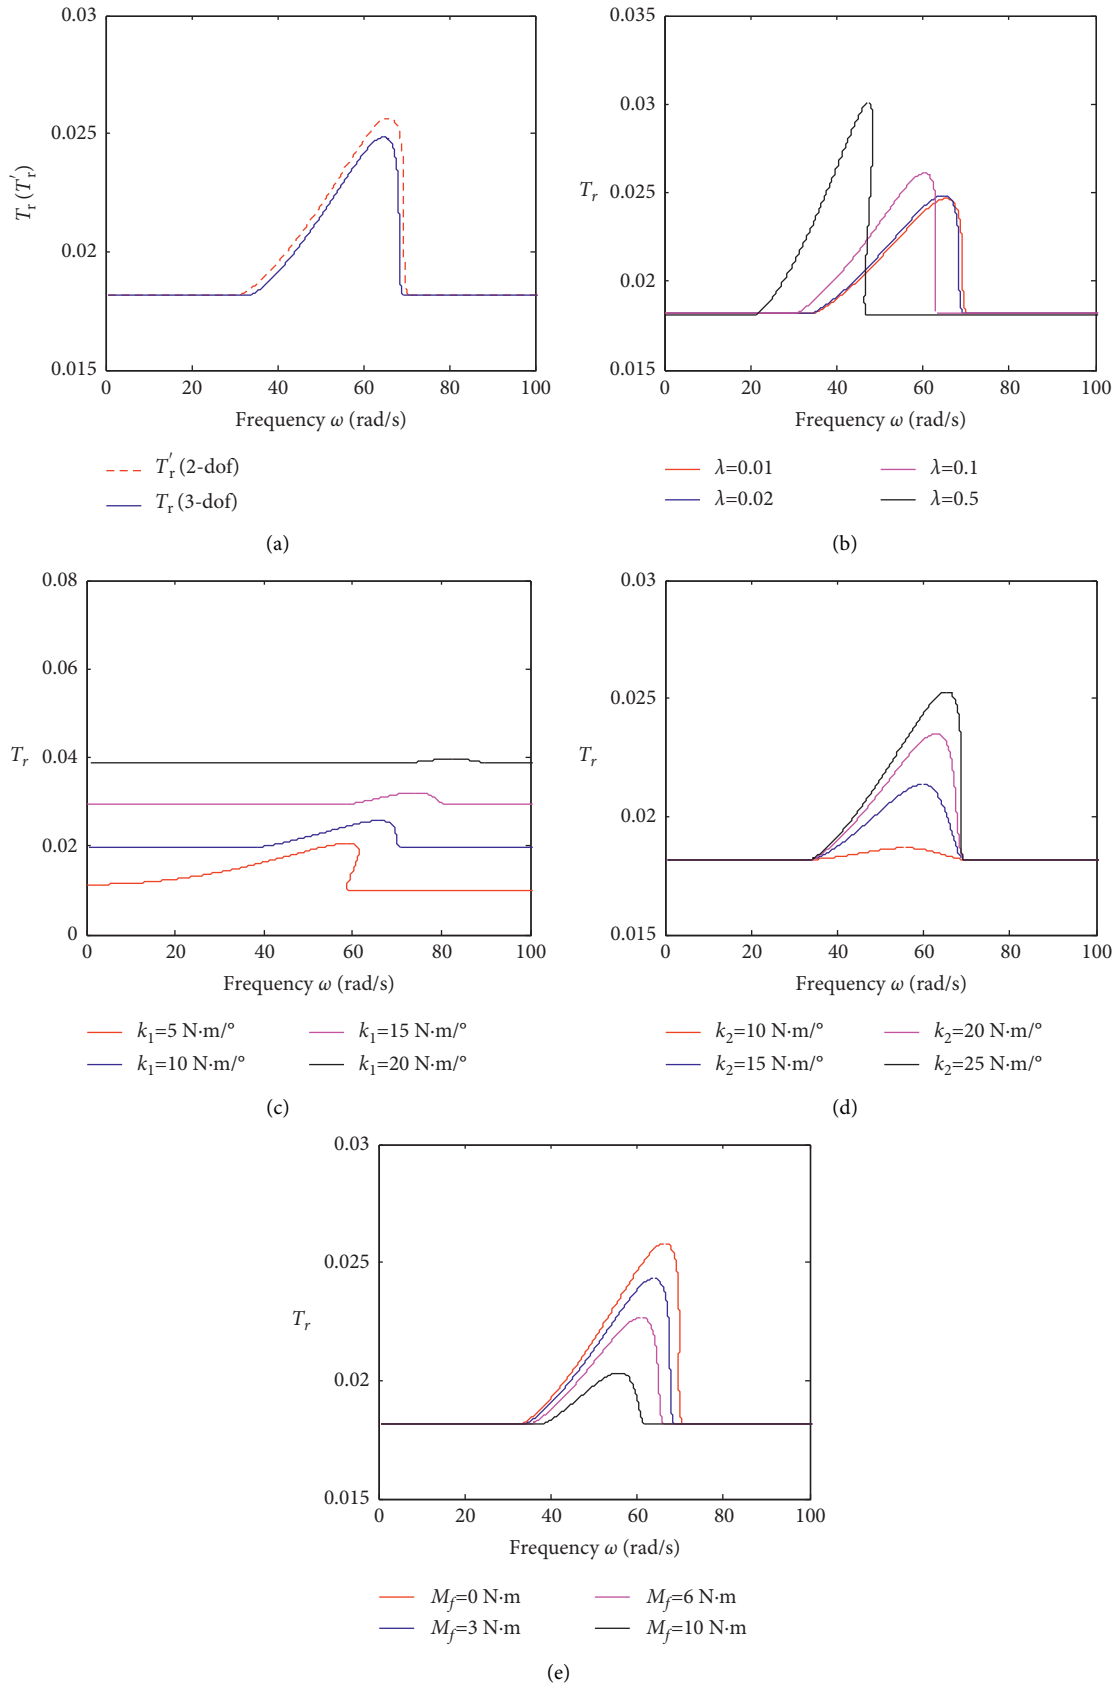 0.03
0.025
0.02
0.015
T_r (T'_r)
0 20 40 60 80 100
Frequency ω (rad/s)
T'_r (2-dof)
T_r (3-dof)
(a)
0.035
0.03
0.025
0.02
0.015
T_r
0 20 40 60 80 100
Frequency ω (rad/s)
λ=0.01 λ=0.1
λ=0.02 λ=0.5
(b)
0.08
0.06
0.04
0.02
0
T_r
0 20 40 60 80 100
Frequency ω (rad/s)
k_1=5 N·m/° k_1=15 N·m/°
k_1=10 N·m/° k_1=20 N·m/°
(c)
0.03
0.025
0.02
0.015
T_r
0 20 40 60 80 100
Frequency ω (rad/s)
k_2=10 N·m/° k_2=20 N·m/°
k_2=15 N·m/° k_2=25 N·m/°
(d)
0.03
0.025
0.02
0.015
T_r
0 20 40 60 80 100
Frequency ω (rad/s)
M_f=0 N·m M_f=6 N·m
M_f=3 N·m M_f=10 N·m
(e)